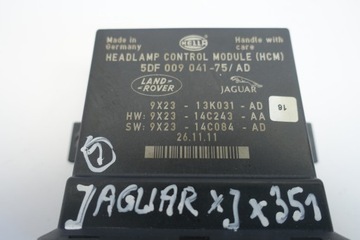 Made in
Germany
HELLA
Handle with
care
HEADLAMP CONTROL MODULE (HCM)
5DF 009 041-75/ AD
LAND-
ROVER
JAGUAR
9X23 - 13K031 - AD
HW: 9X23 - 14C243 - AA
SW: 9X23 - 14C084 - AD
26.11.11
16
JAGUAR XJ X351